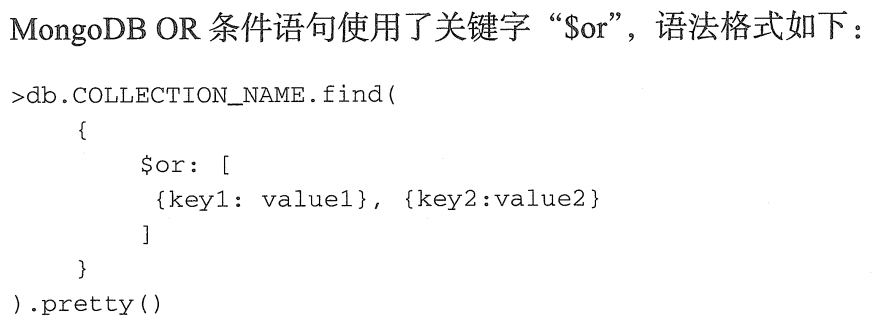 MongoDB OR 条件语句使用了关键字“$or”，语法格式如下：
>db.COLLECTION_NAME.find(
    {
        $or: [
         {key1: value1}, {key2:value2}
        ]
    }
).pretty()